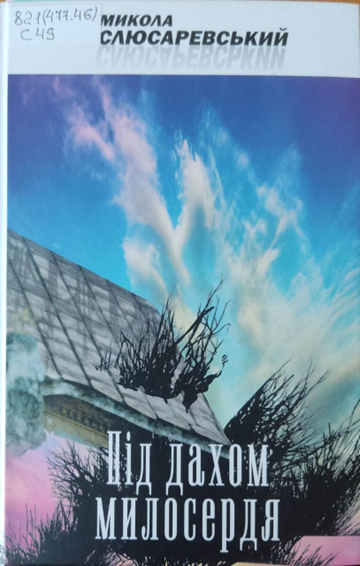 821(477.46)
С49
МИКОЛА
СЛЮСАРЕВСЬКИЙ
Під дахом
милосердя